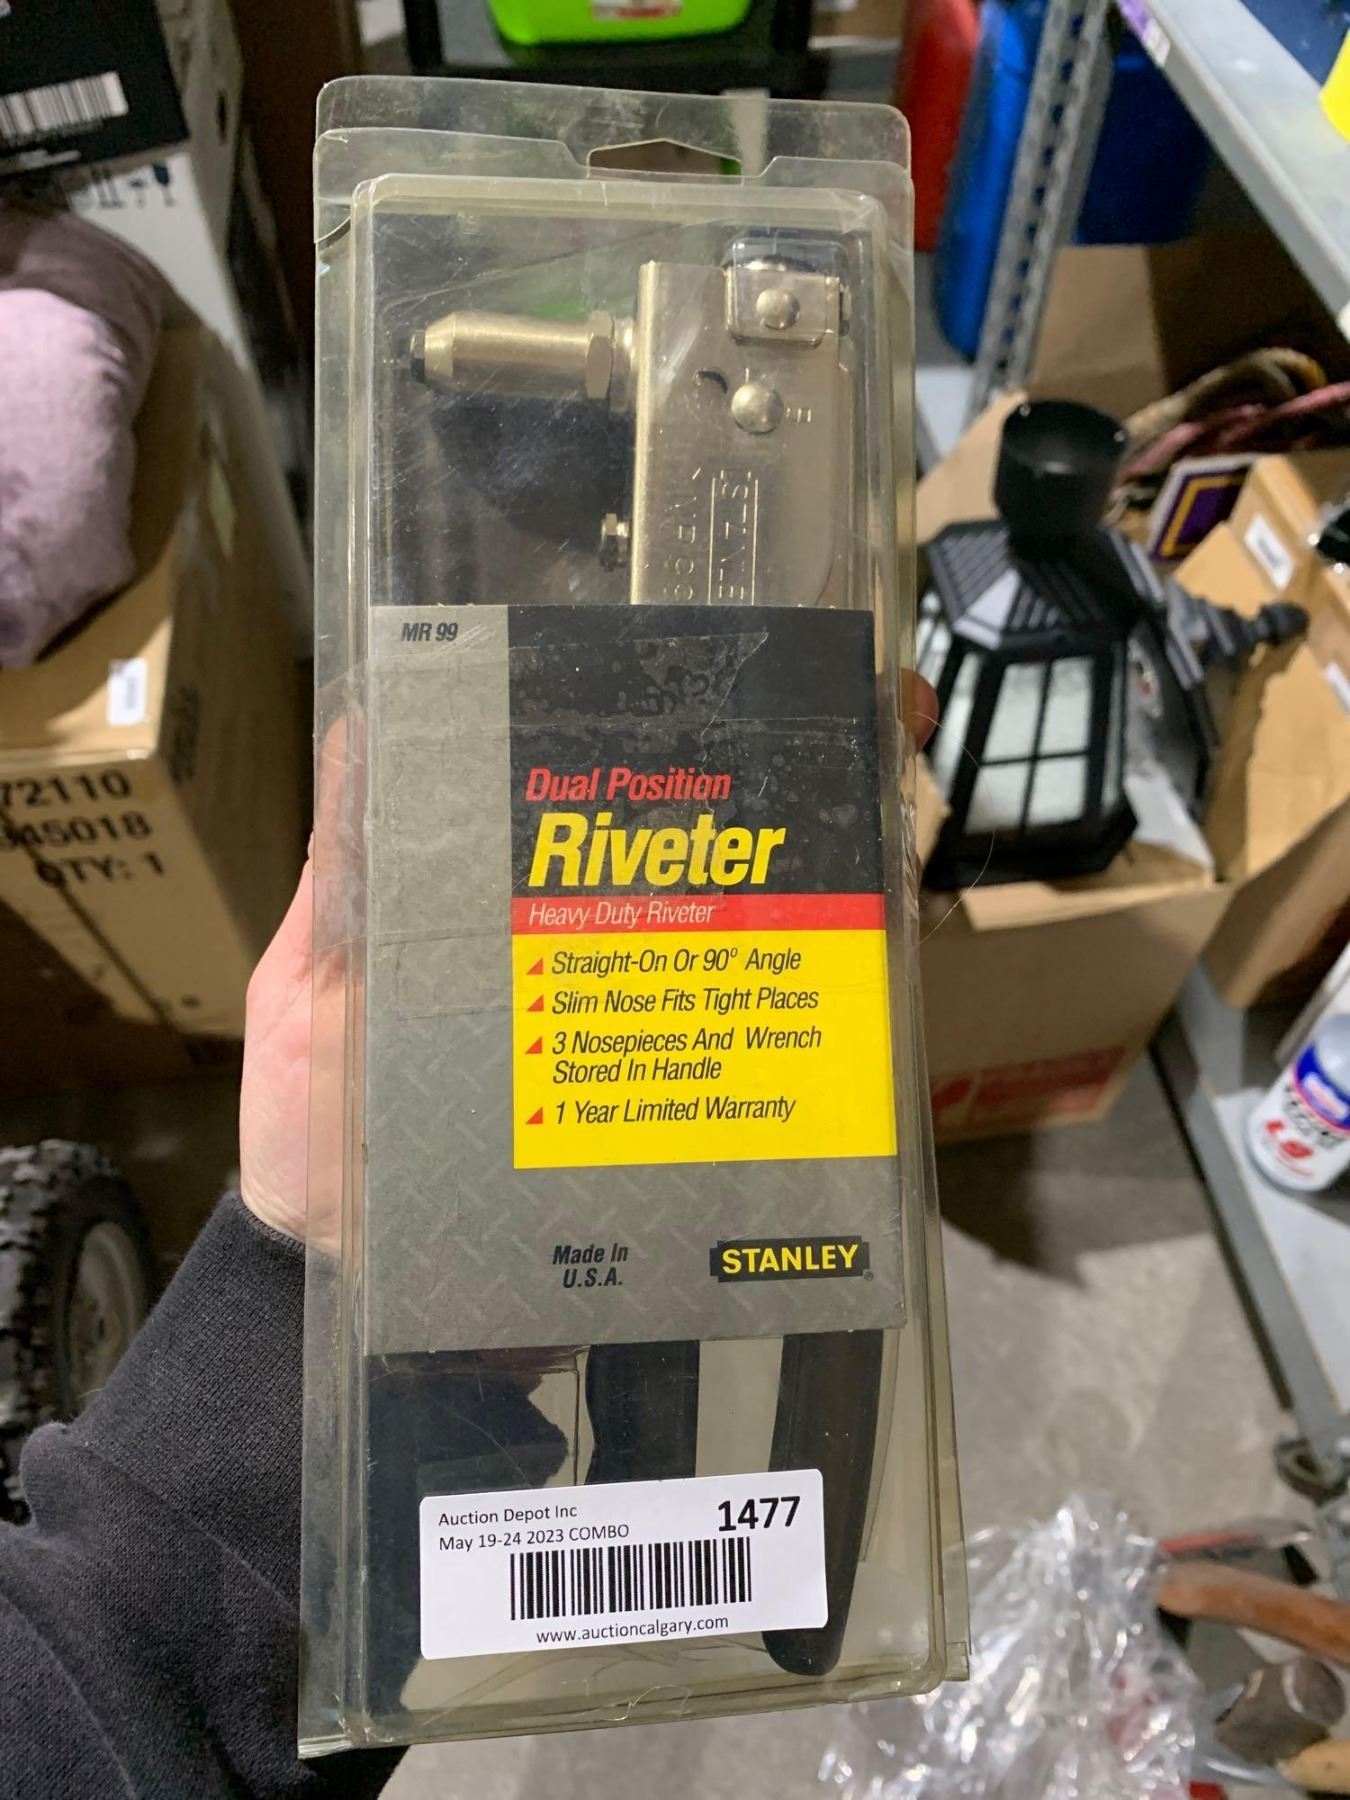 MR 99
Dual Position
Riveter
Heavy Duty Riveter
Straight-On Or 90° Angle
Slim Nose Fits Tight Places
3 Nosepieces And Wrench
Stored In Handle
1 Year Limited Warranty
Made In
U.S.A.
STANLEY®
Auction Depot Inc
1477
May 19-24 2023 COMBO
www.auctioncalgary.com
72110
845018
QTY: 1